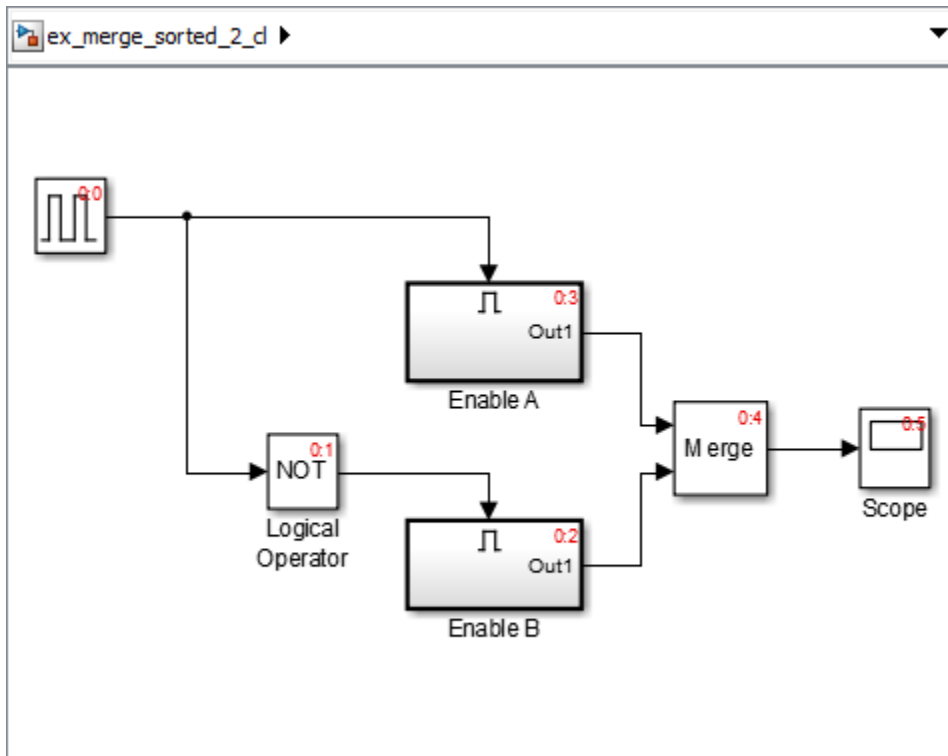 ex_merge_sorted_2_cl
0:0
0:3
Out1
Enable A
0:4
Merge
0:5
Scope
0:1
NOT
Logical
Operator
0:2
Out1
Enable B